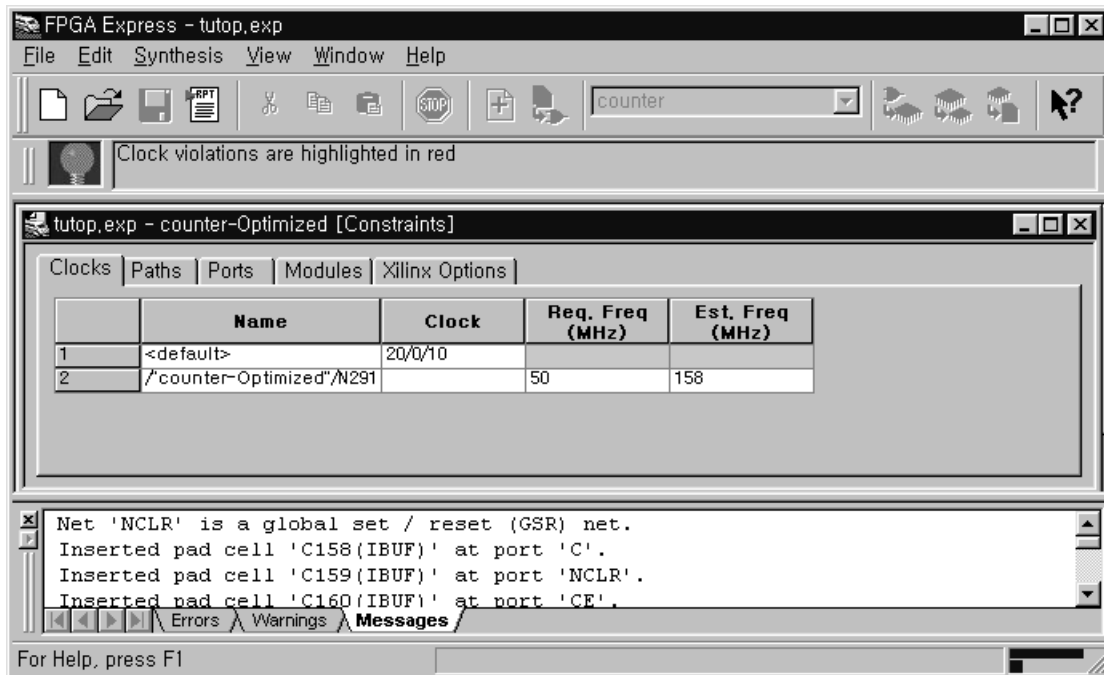 FPGA Express - tutop,exp
File Edit Synthesis View Window Help
RPT STOP counter
Clock violations are highlighted in red
tutop,exp - counter-Optimized [Constraints]
Clocks Paths Ports Modules Xilinx Options
Name Clock Req. Freq (MHz) Est. Freq (MHz)
1 <default> 20/0/10
2 /"counter-Optimized"/N291 50 158
Net 'NCLR' is a global set / reset (GSR) net.
Inserted pad cell 'C158(IBUF)' at port 'C'.
Inserted pad cell 'C159(IBUF)' at port 'NCLR'.
Inserted pad cell 'C160(IBUF)' at port 'CE'.
Errors Warnings Messages
For Help, press F1